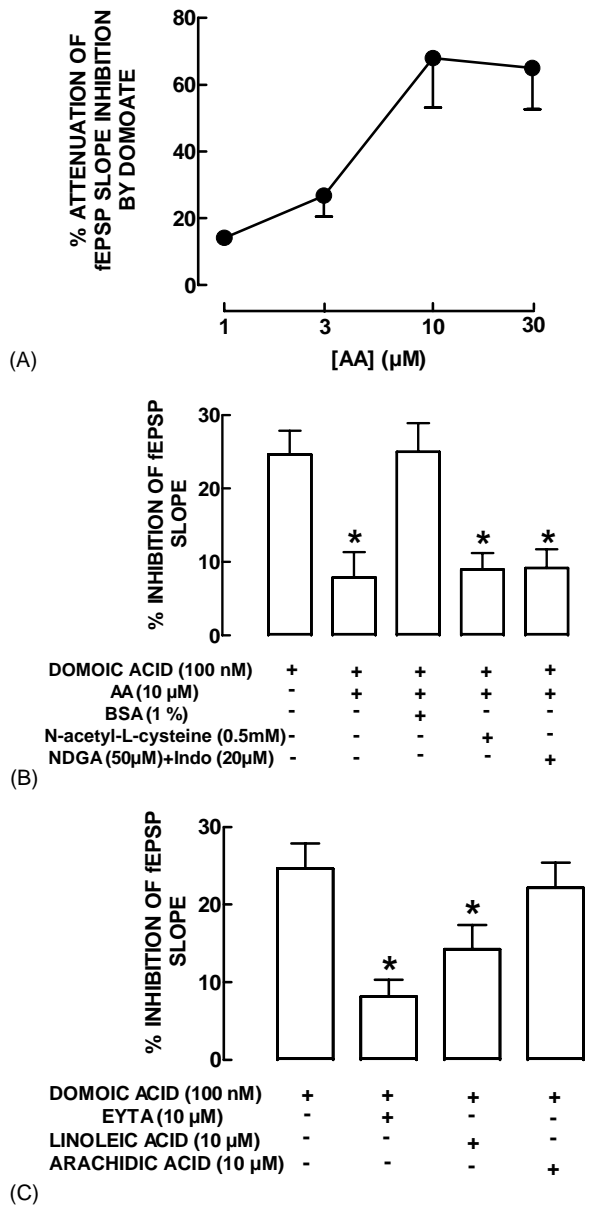 % ATTENUATION OF
fEPSP SLOPE INHIBITION
BY DOMOATE
80
60
40
20
0
1 3 10 30
[AA] (µM)
(A)
% INHIBITION OF fEPSP
SLOPE
30
20
10
0
* * *
DOMOIC ACID (100 nM) + + + + +
AA (10 µM) - + + + +
BSA (1 %) - - + - -
N-acetyl-L-cysteine (0.5mM) - - - + -
NDGA (50µM)+Indo (20µM) - - - - +
(B)
% INHIBITION OF fEPSP
SLOPE
30
20
10
0
* *
DOMOIC ACID (100 nM) + + + +
EYTA (10 µM) - + - -
LINOLEIC ACID (10 µM) - - + -
ARACHIDIC ACID (10 µM) - - - +
(C)